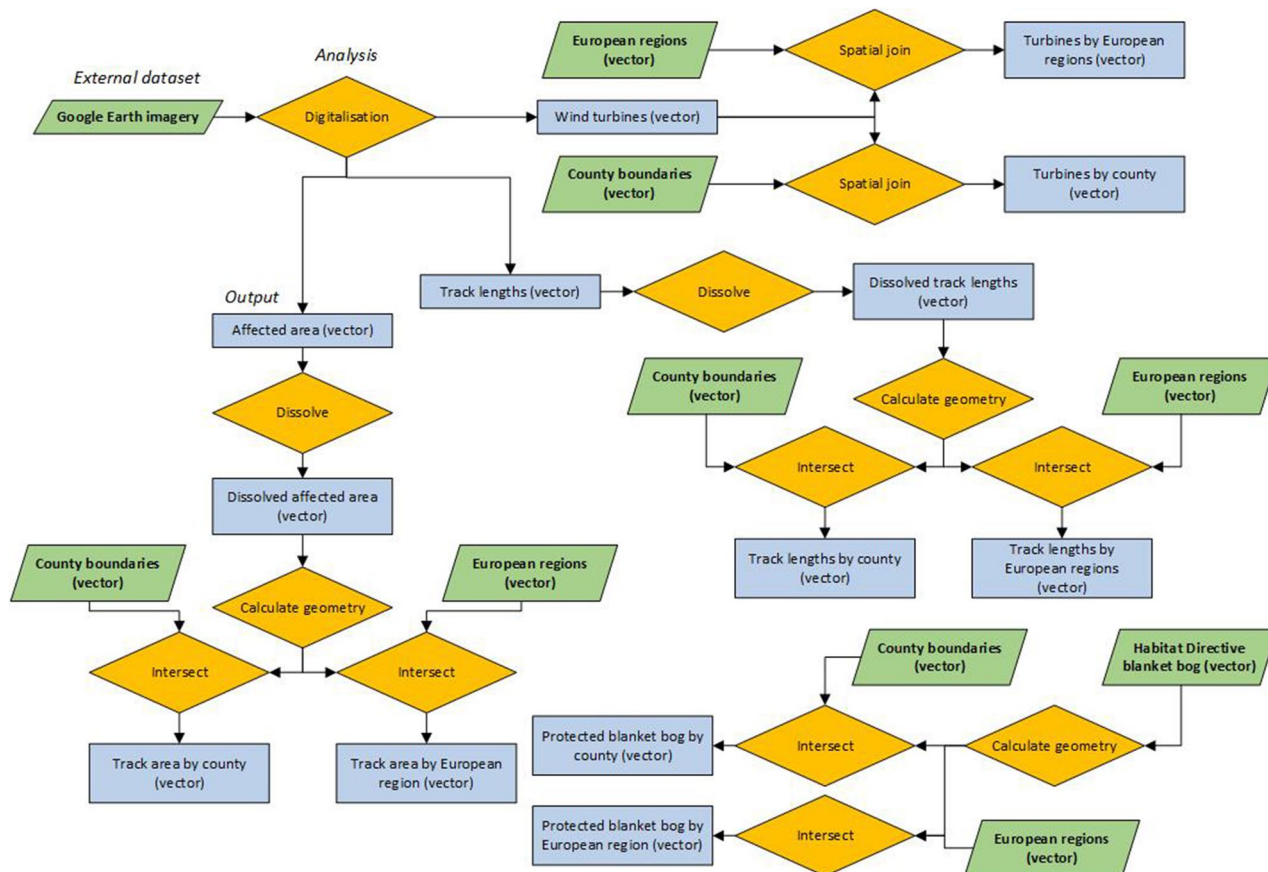 European regions
(vector)
Spatial join
Turbines by European
regions (vector)
Analysis
External dataset
Google Earth imagery
Digitalisation
Wind turbines (vector)
County boundaries
(vector)
Spatial join
Turbines by county
(vector)
Track lengths (vector)
Dissolve
Dissolved track lengths
(vector)
Output
Affected area (vector)
County boundaries
(vector)
Calculate geometry
European regions
(vector)
Dissolve
Intersect
Intersect
Dissolved affected area
(vector)
Track lengths by county
(vector)
Track lengths by
European regions
(vector)
County boundaries
(vector)
European regions
(vector)
Calculate geometry
Intersect
Intersect
Track area by county
(vector)
Track area by European
region (vector)
County boundaries
(vector)
Habitat Directive
blanket bog (vector)
Protected blanket bog by
county (vector)
Intersect
Calculate geometry
Protected blanket bog by
European region (vector)
Intersect
European regions
(vector)